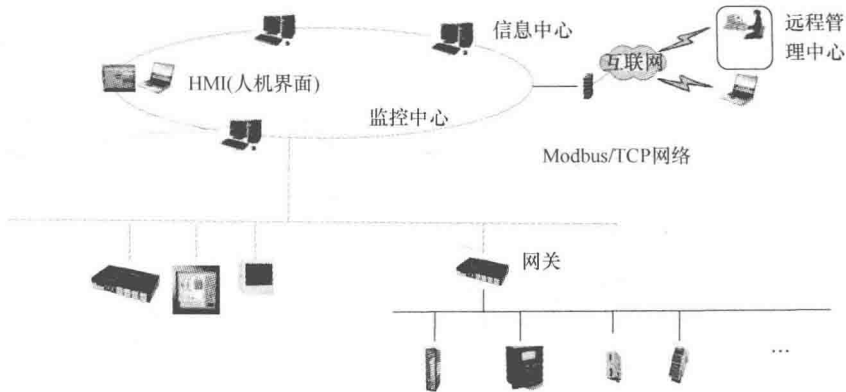 信息中心
远程管
理中心
互联网
HMI(人机界面)
监控中心
Modbus/TCP网络
网关
…